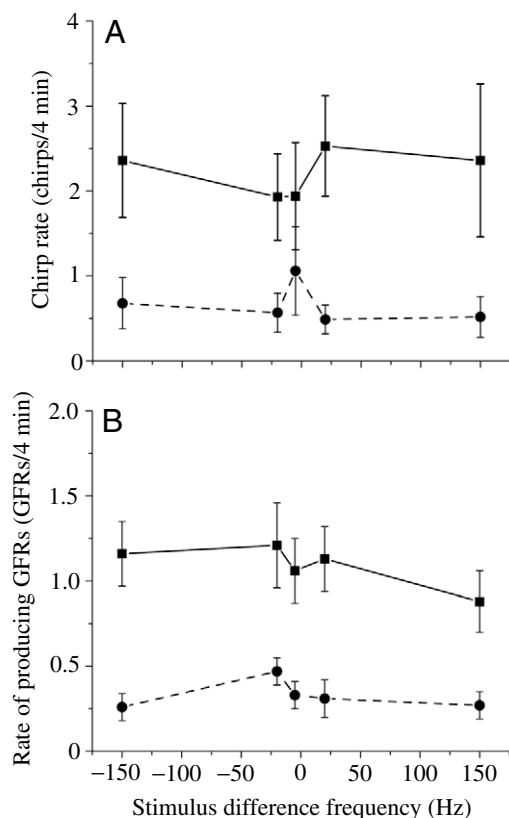 A
4
3
2
1
0
Chirp rate (chirps/4 min)
B
2.0
1.5
1.0
0.5
0
Rate of producing GFRs (GFRs/4 min)
−150 −100 −50 0 50 100 150
Stimulus difference frequency (Hz)